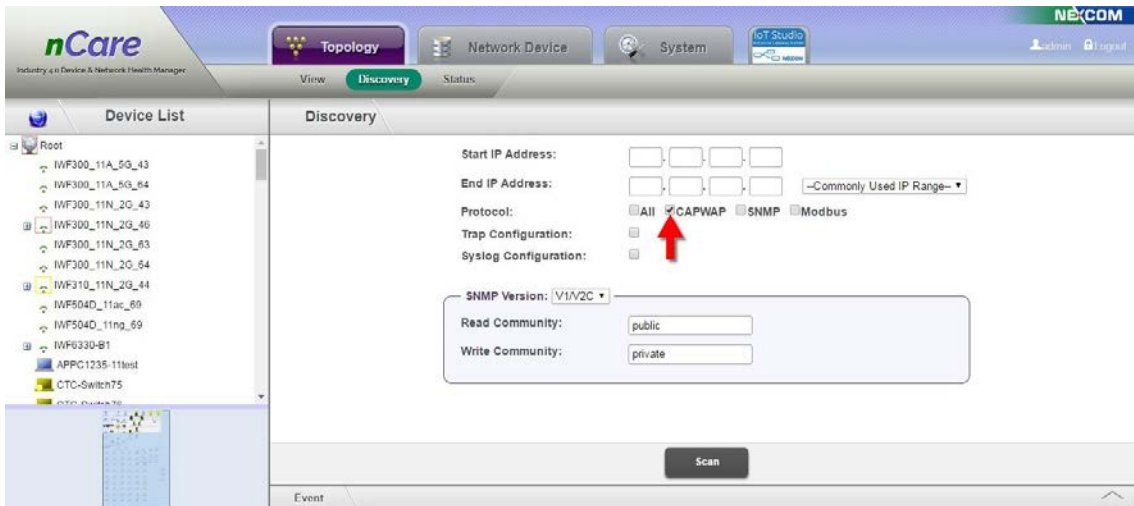 NEXCOM
nCare
Industry 4.0 Device & Network Health Manager
Topology
Network Device
System
IoT Studio
admin
Logout
View
Discovery
Status
Device List
Discovery
Root
IWF300_11A_5G_43
IWF300_11A_5G_64
IWF300_11N_2G_43
IWF300_11N_2G_46
IWF300_11N_2G_63
IWF300_11N_2G_64
IWF310_11N_2G_44
IWF504D_11ac_69
IWF504D_11ng_69
IWF6330-B1
APPC1235-11test
CTC-Switch75
Start IP Address:
End IP Address: --Commonly Used IP Range--
Protocol: All CAPWAP SNMP Modbus
Trap Configuration:
Syslog Configuration:
SNMP Version: V1/V2C
Read Community: public
Write Community: private
Scan
Event